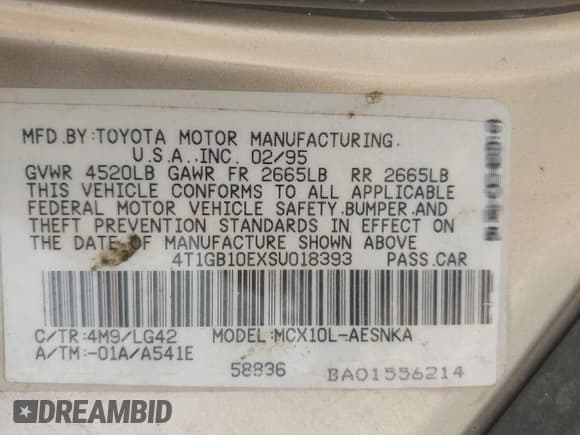 MFD.BY:TOYOTA MOTOR MANUFACTURING.
U.S.A.,INC. 02/95
GVWR 4520LB GAWR FR 2665LB RR 2665LB
THIS VEHICLE CONFORMS TO ALL APPLICABLE
FEDERAL MOTOR VEHICLE SAFETY,BUMPER,AND
THEFT PREVENTION STANDARDS IN EFFECT ON
THE DATE OF MANUFACTURE SHOWN ABOVE
4T1GB10EXSU018393 PASS.CAR
C/TR:4M9/LG42 MODEL:MCX10L-AESNKA
A/TM:-01A/A541E
58836 BA01556214
DREAMBID